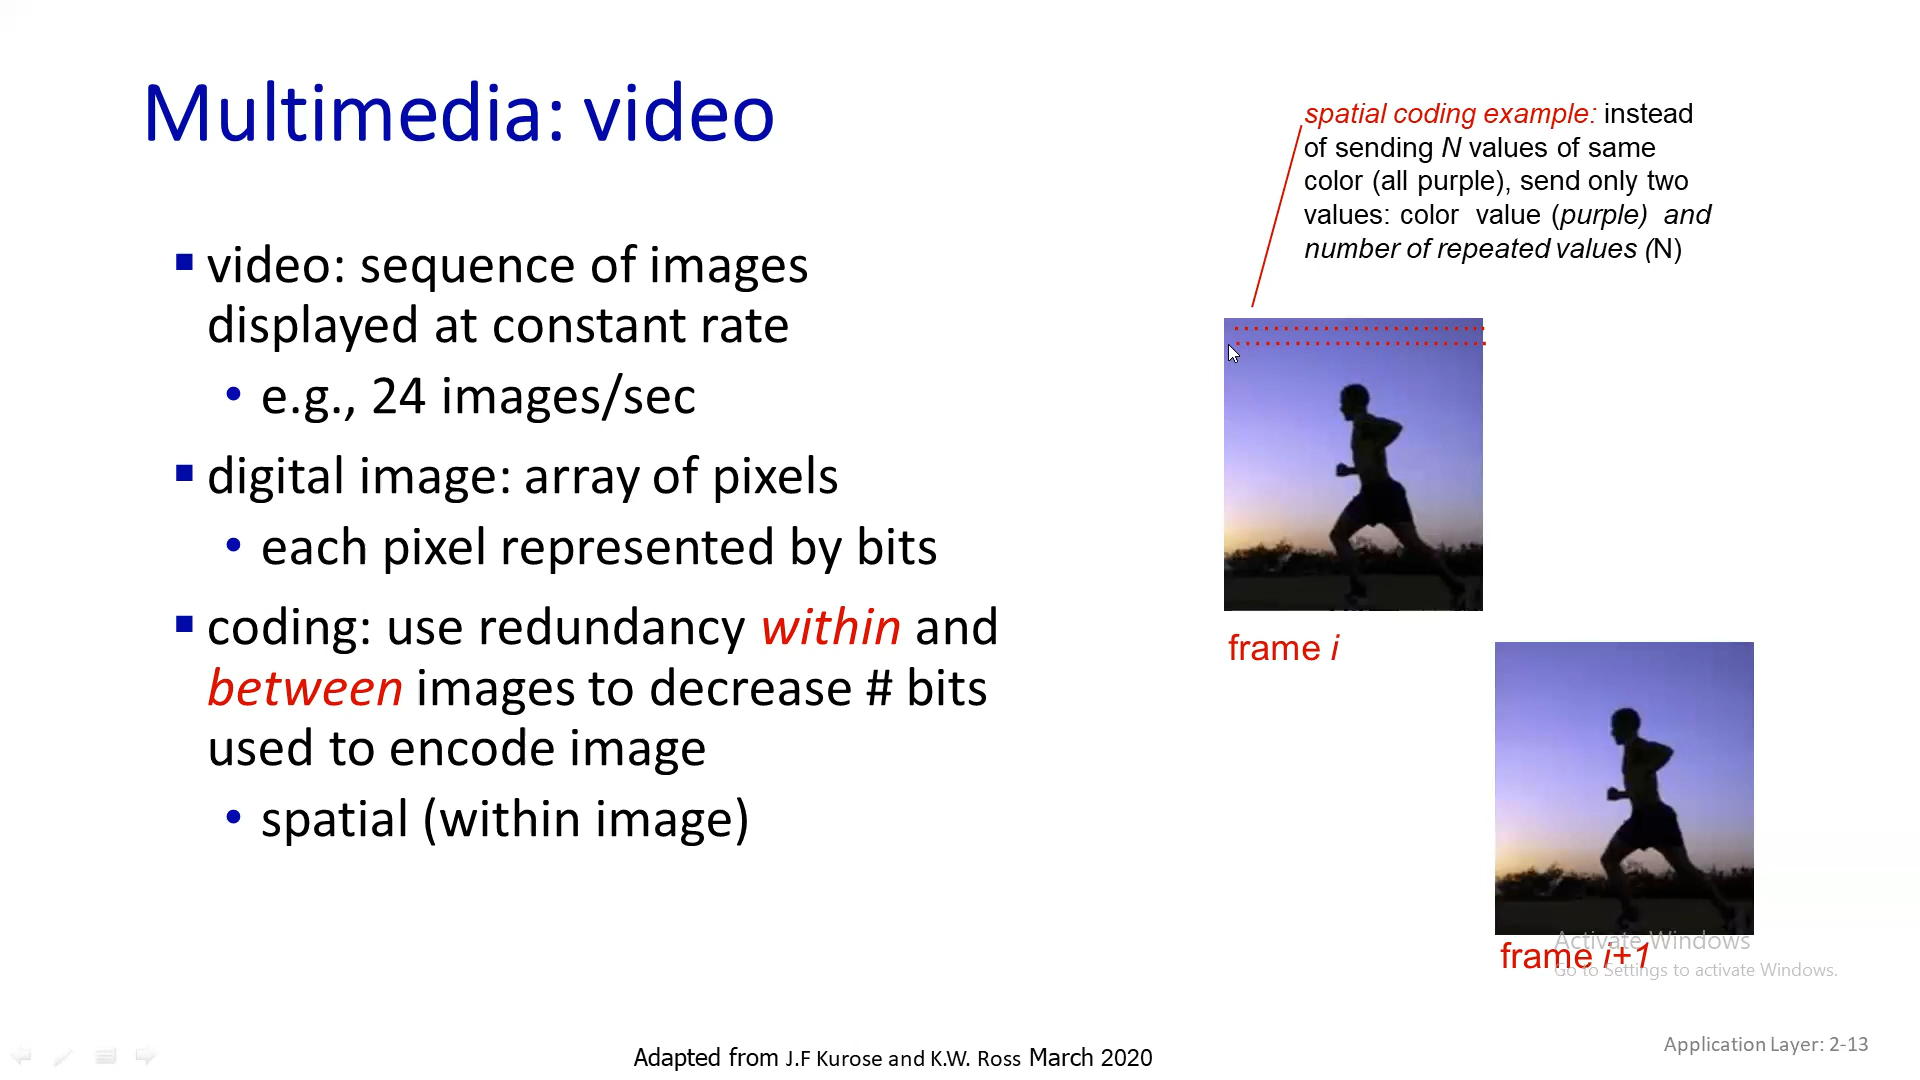 Multimedia: video
▪ video: sequence of images
displayed at constant rate
• e.g., 24 images/sec
▪ digital image: array of pixels
• each pixel represented by bits
▪ coding: use redundancy within and
between images to decrease # bits
used to encode image
• spatial (within image)
spatial coding example: instead
of sending N values of same
color (all purple), send only two
values: color value (purple) and
number of repeated values (N)
frame i
frame i+1
Activate Windows
Go to Settings to activate Windows.
Adapted from J.F Kurose and K.W. Ross March 2020
Application Layer: 2-13